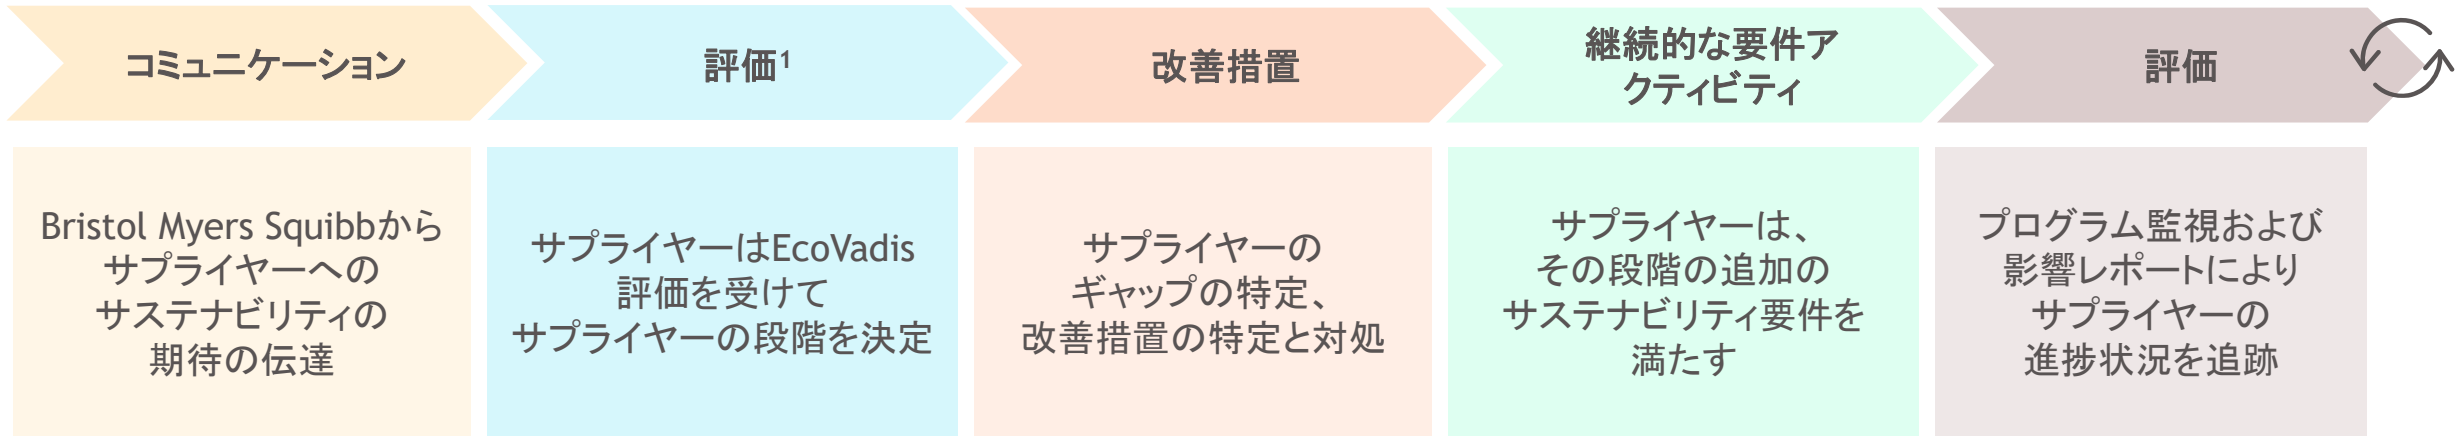 コミュニケーション
評価¹
改善措置
継続的な要件ア
クティビティ
評価
Bristol Myers Squibbから
サプライヤーへの
サステナビリティの
期待の伝達
サプライヤーはEcoVadis
評価を受けて
サプライヤーの段階を決定
サプライヤーの
ギャップの特定、
改善措置の特定と対処
サプライヤーは、
その段階の追加の
サステナビリティ要件を
満たす
プログラム監視および
影響レポートにより
サプライヤーの
進捗状況を追跡